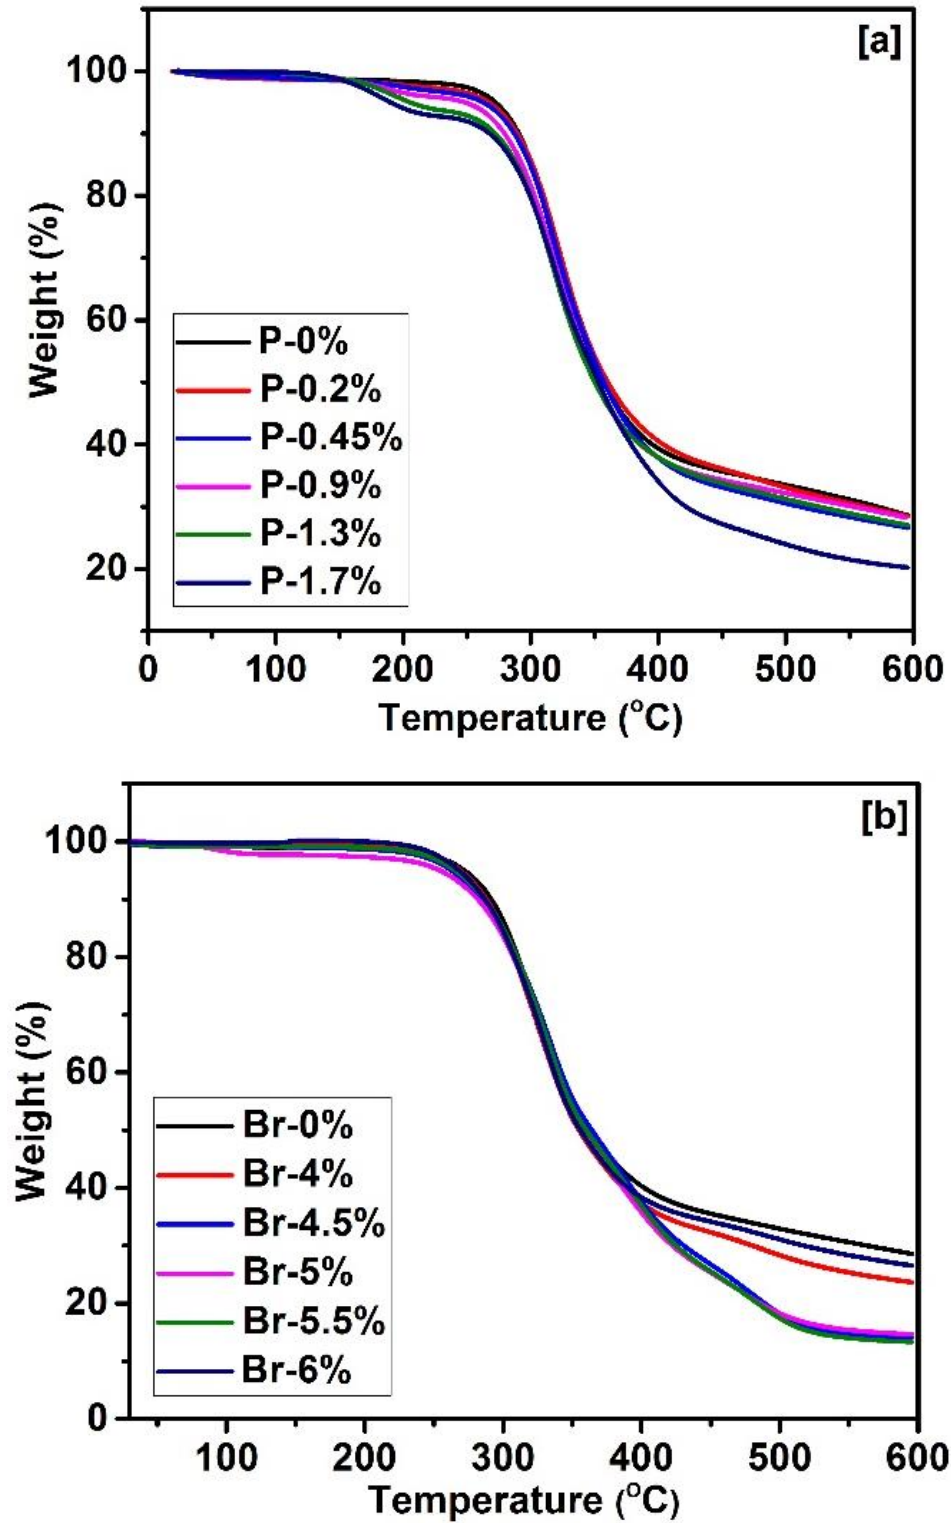 [a]
100
80
60
40
20
Weight (%)
P-0%
P-0.2%
P-0.45%
P-0.9%
P-1.3%
P-1.7%
0 100 200 300 400 500 600
Temperature (°C)
[b]
100
80
60
40
20
0
Weight (%)
Br-0%
Br-4%
Br-4.5%
Br-5%
Br-5.5%
Br-6%
100 200 300 400 500 600
Temperature (°C)